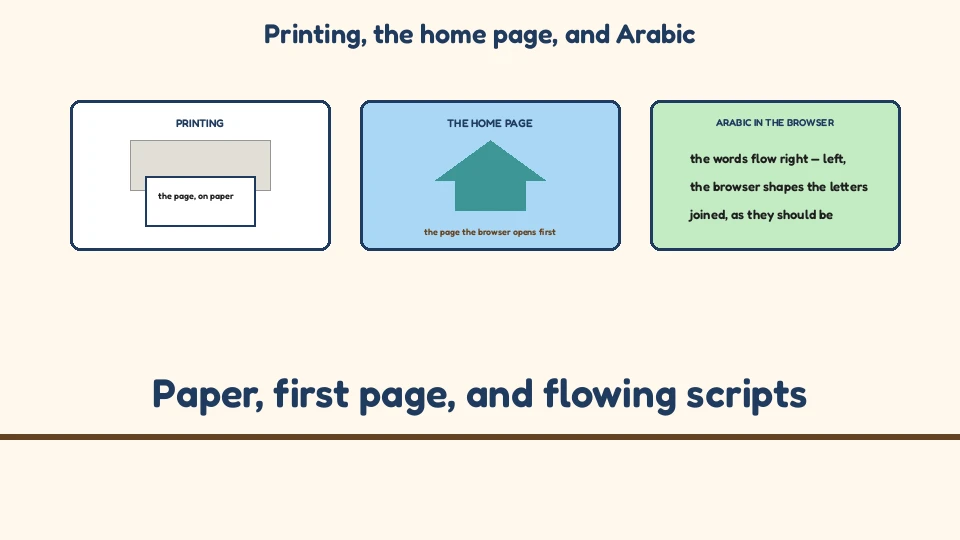 Printing, the home page, and Arabic
PRINTING
the page, on paper
THE HOME PAGE
the page the browser opens first
ARABIC IN THE BROWSER
the words flow right — left,
the browser shapes the letters
joined, as they should be
Paper, first page, and flowing scripts